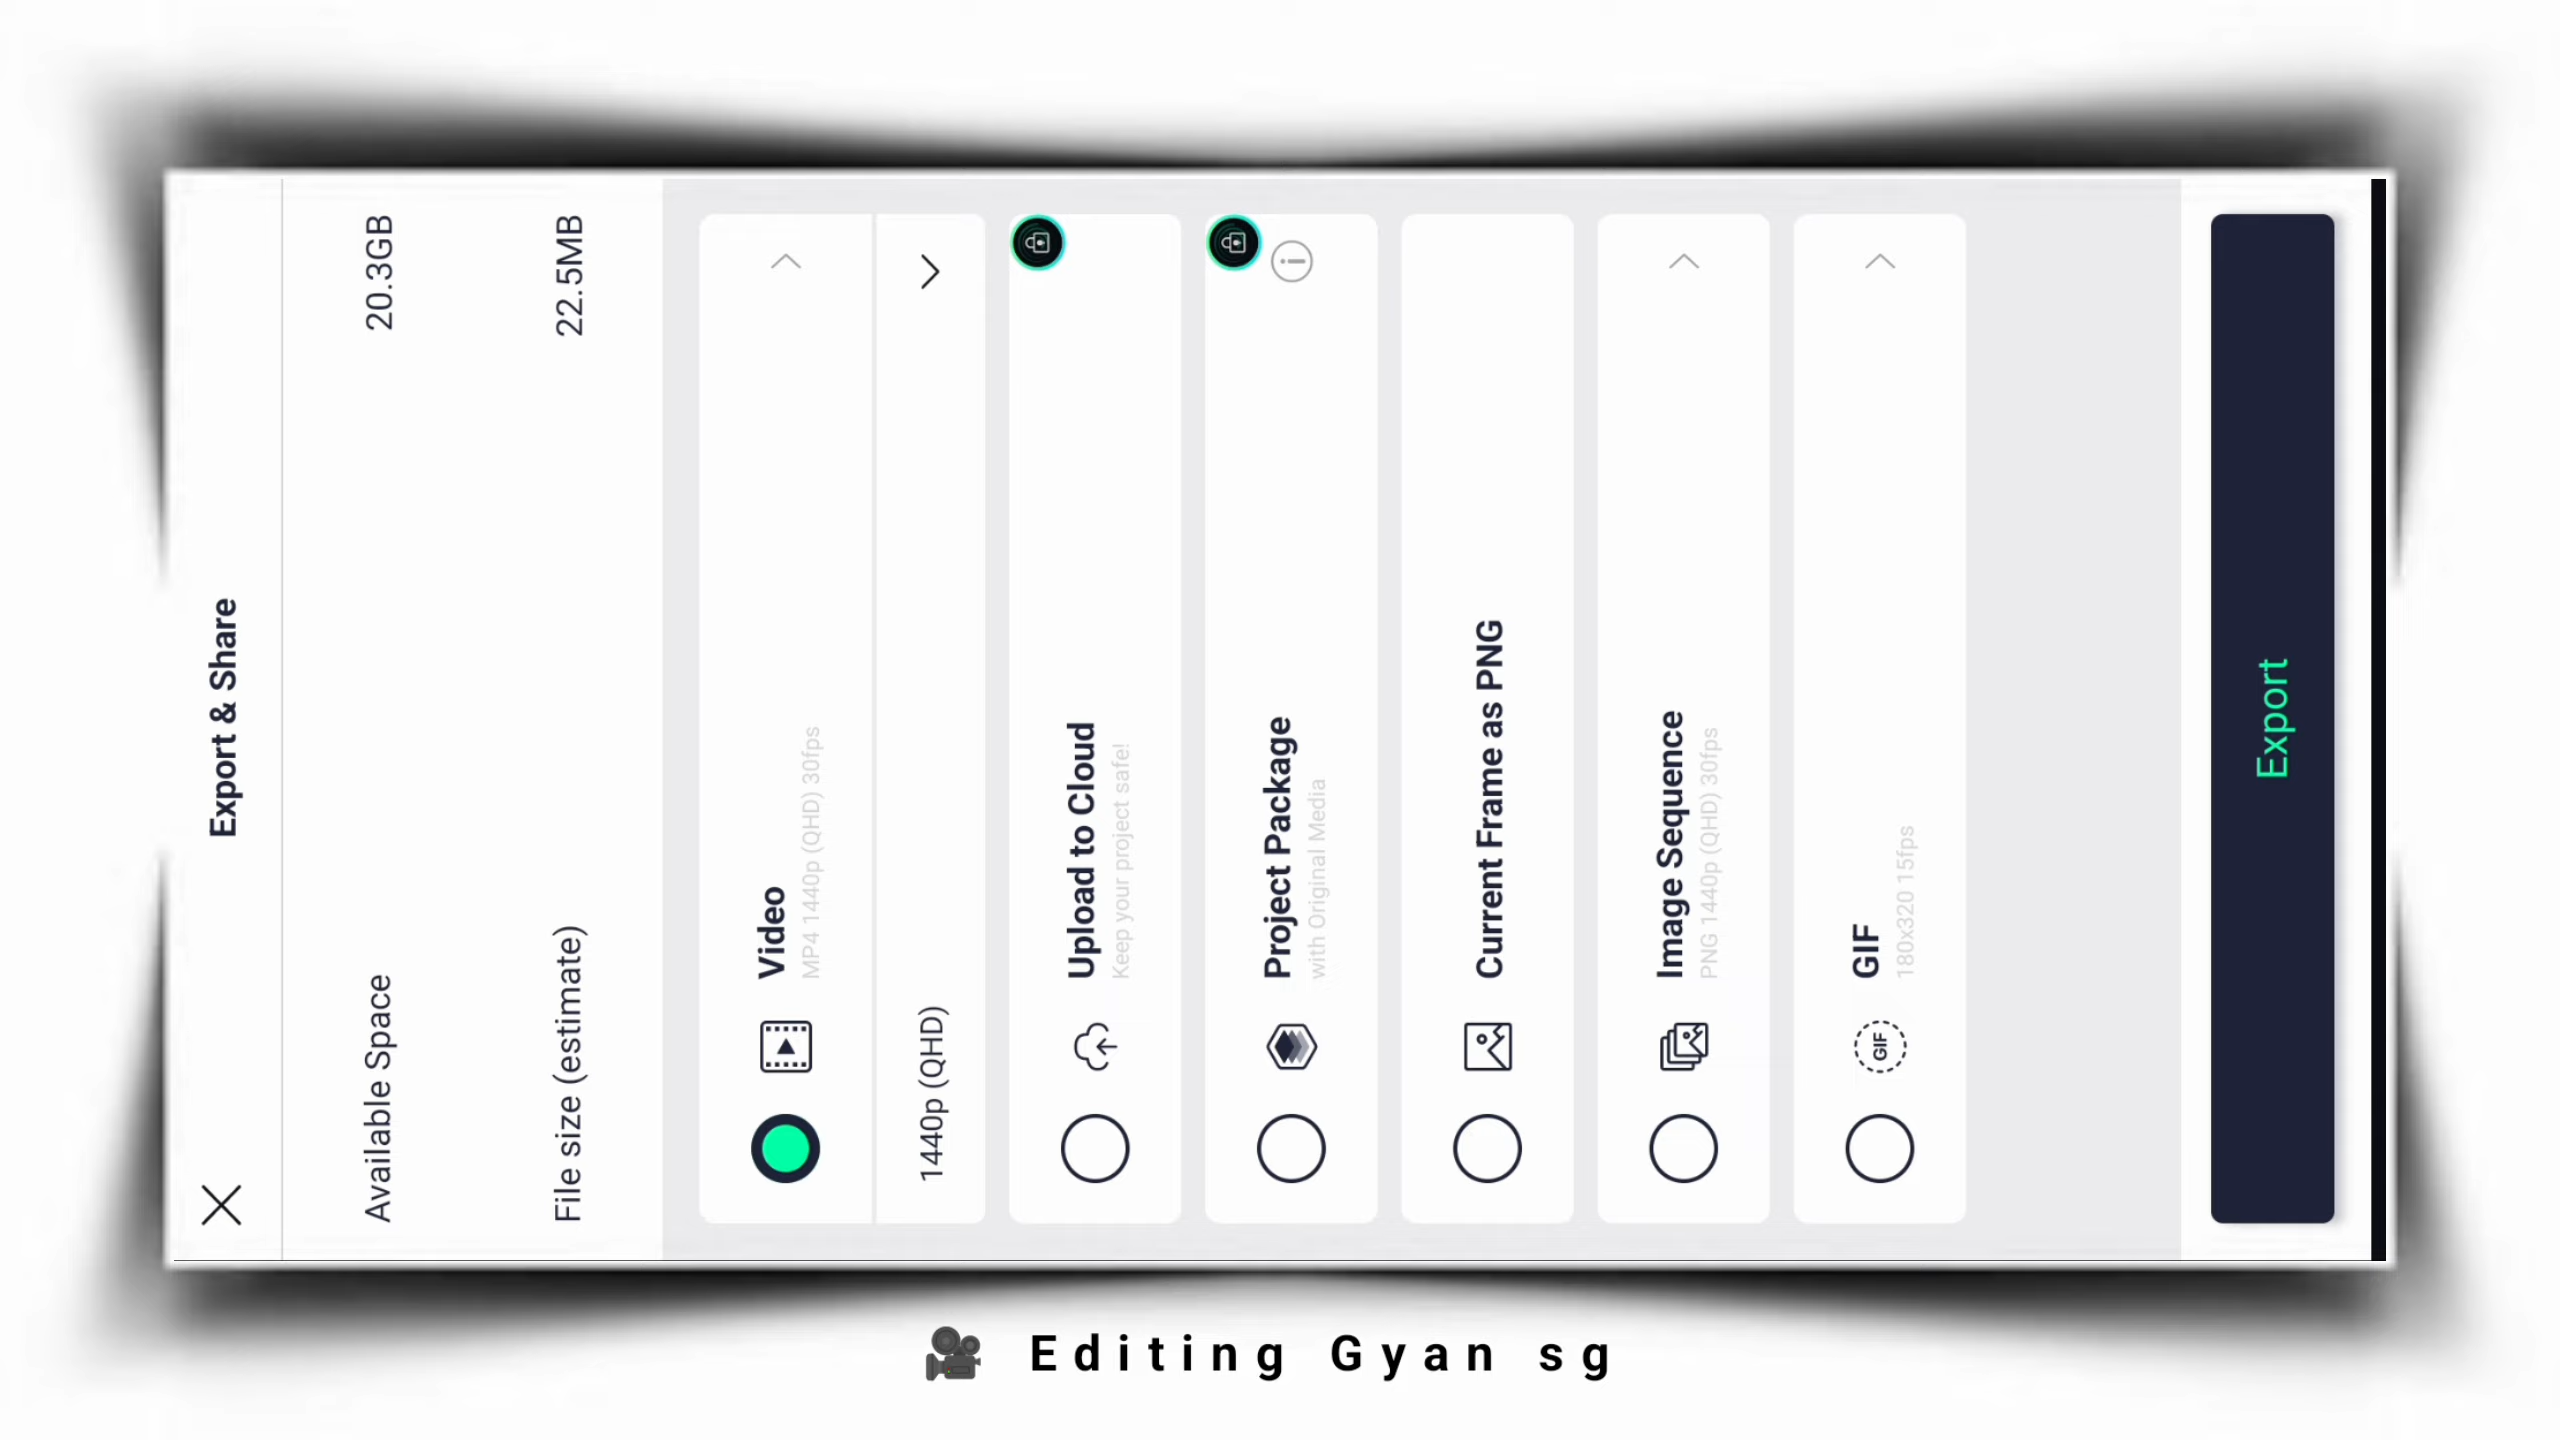 Export & Share
Available Space 20.3GB
File size (estimate) 22.5MB
Video
MP4 1440p (QHD) 30fps
1440p (QHD)
Upload to Cloud
Keep your project safe!
Project Package
with Original Media
Current Frame as PNG
Image Sequence
PNG 1440p (QHD) 30fps
GIF
GIF
180x320 15fps
Export
Editing Gyan sg